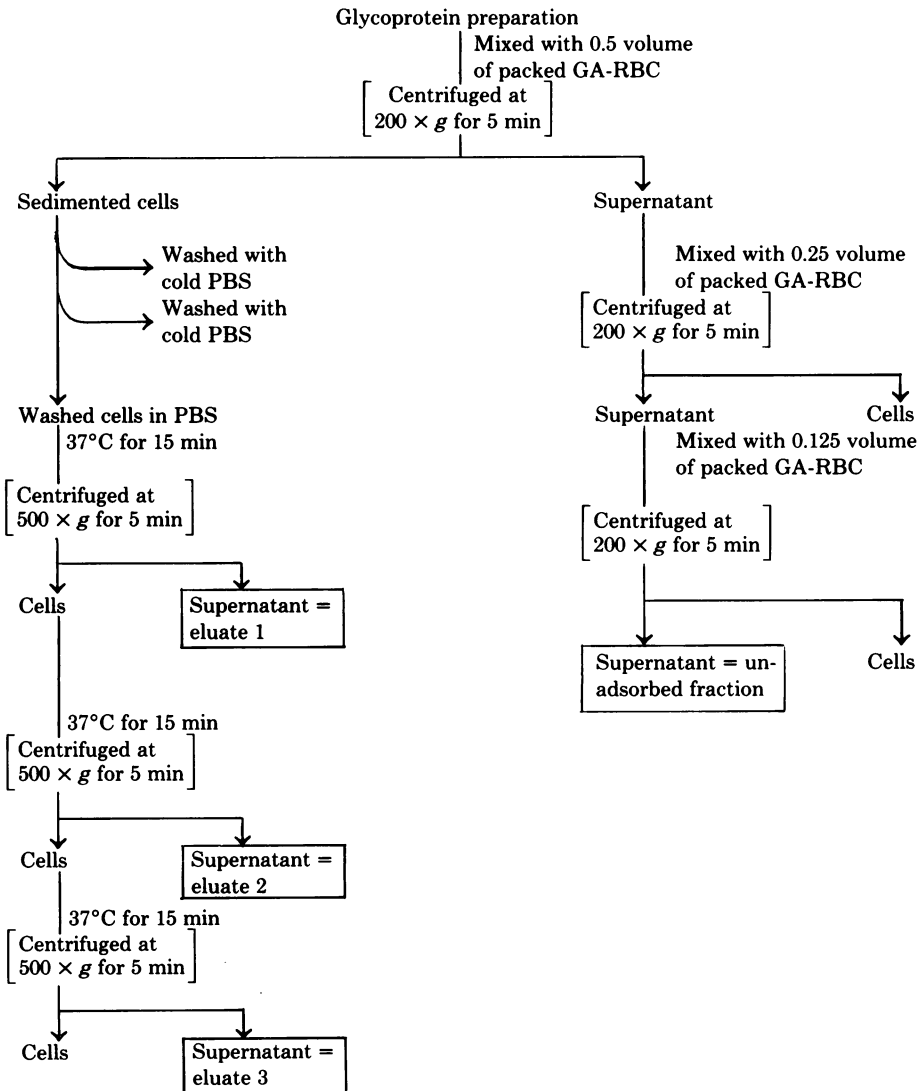 Glycoprotein preparation
Mixed with 0.5 volume
of packed GA-RBC
Centrifuged at
200 × g for 5 min
Sedimented cells
Washed with
cold PBS
Washed with
cold PBS
Washed cells in PBS
37°C for 15 min
Centrifuged at
500 × g for 5 min
Cells
Supernatant =
eluate 1
37°C for 15 min
Centrifuged at
500 × g for 5 min
Cells
Supernatant =
eluate 2
37°C for 15 min
Centrifuged at
500 × g for 5 min
Cells
Supernatant =
eluate 3
Supernatant
Mixed with 0.25 volume
of packed GA-RBC
Centrifuged at
200 × g for 5 min
Supernatant
Cells
Mixed with 0.125 volume
of packed GA-RBC
Centrifuged at
200 × g for 5 min
Supernatant = un-
adsorbed fraction
Cells